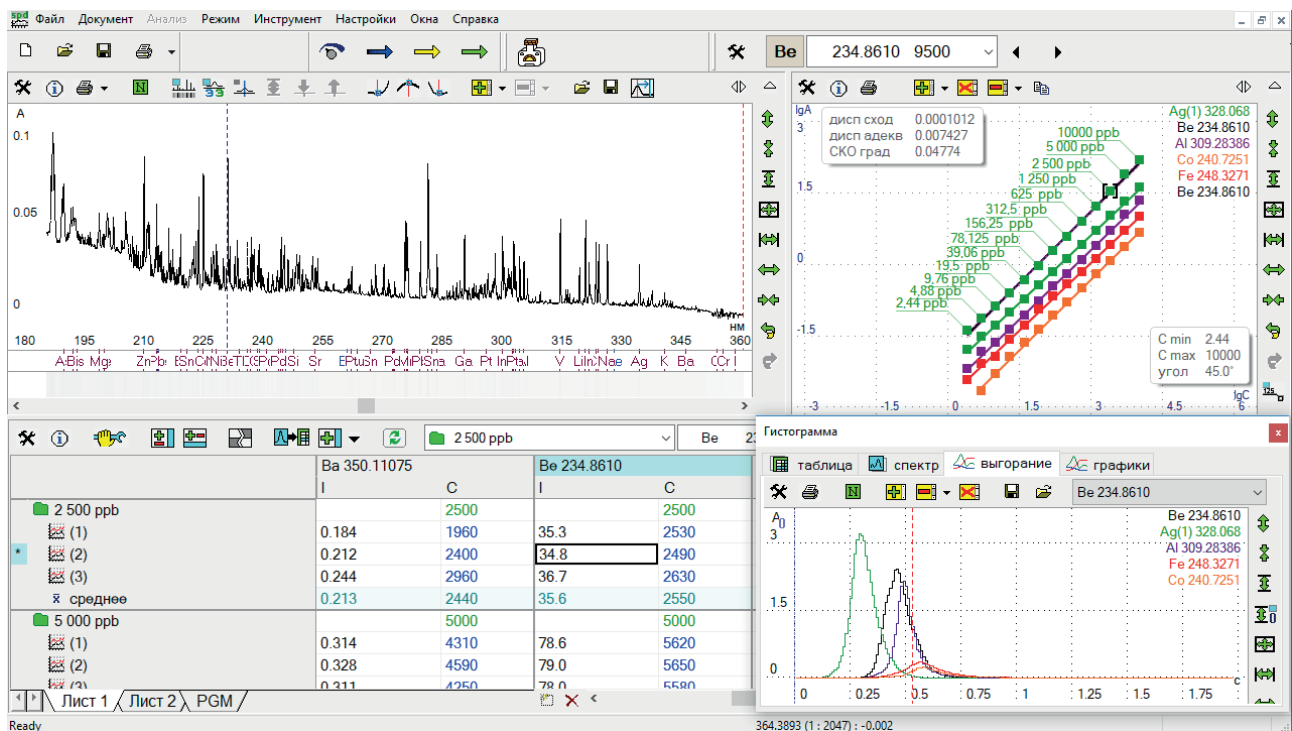 spd Файл Документ Анализ Режим Инструмент Настройки Окна Справка
Be 234.8610 9500
A
0.1
0.05
0
нм
180 195 210 225 240 255 270 285 300 315 330 345 360
Sr Ga Pt V Ag K Ba
lgA
3
1.5
0
-1.5
дисп сход 0.0001012
дисп адекв 0.007427
СКО град 0.04774
Ag(1) 328.068
Be 234.8610
Al 309.28386
Co 240.7251
Fe 248.3271
Be 234.8610
10000 ppb
5 000 ppb
2 500 ppb
1 250 ppb
625 ppb
312,5 ppb
156,25 ppb
78,125 ppb
39,06 ppb
19,5 ppb
9,76 ppb
4,88 ppb
2,44 ppb
C min 2.44
C max 10000
угол 45.0°
lgC
-3 -1.5 0 1.5 3 4.5 6
125
2 500 ppb Be
Ba 350.11075 Be 234.8610
I C I C
2 500 ppb 2500 2500
(1) 0.184 1960 35.3 2530
* (2) 0.212 2400 34.8 2490
(3) 0.244 2960 36.7 2630
x̄ среднее 0.213 2440 35.6 2550
5 000 ppb 5000 5000
(1) 0.314 4310 78.6 5620
(2) 0.328 4590 79.0 5650
(3) 0.311 4250 78.0 5580
Лист 1 Лист 2 PGM
Гистограмма
таблица спектр выгорание графики
N Be 234.8610
A
3
1.5
0
Be 234.8610
Ag(1) 328.068
Al 309.28386
Fe 248.3271
Co 240.7251
с
0 0.25 0.5 0.75 1 1.25 1.5 1.75
Ready 364.3893 (1 : 2047) : -0.002